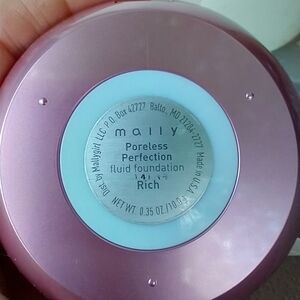 mally
Poreless
Perfection
fluid foundation
Rich
Dist. by Mallygirl LLC P.O. Box 42727 Balto., MD 21284-2727 Made in U.S.A.
NET WT. 0.35 OZ./10